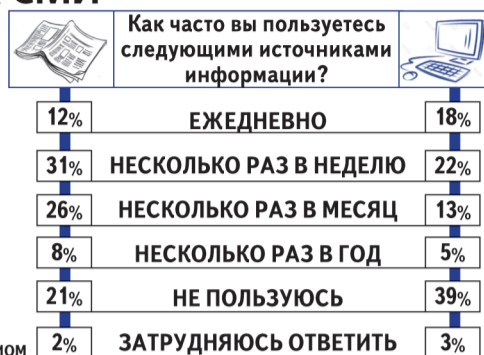 СМИ
Как часто вы пользуетесь
следующими источниками
информации?
12% ЕЖЕДНЕВНО 18%
31% НЕСКОЛЬКО РАЗ В НЕДЕЛЮ 22%
26% НЕСКОЛЬКО РАЗ В МЕСЯЦ 13%
8% НЕСКОЛЬКО РАЗ В ГОД 5%
21% НЕ ПОЛЬЗУЮСЬ 39%
2% ЗАТРУДНЯЮСЬ ОТВЕТИТЬ 3%